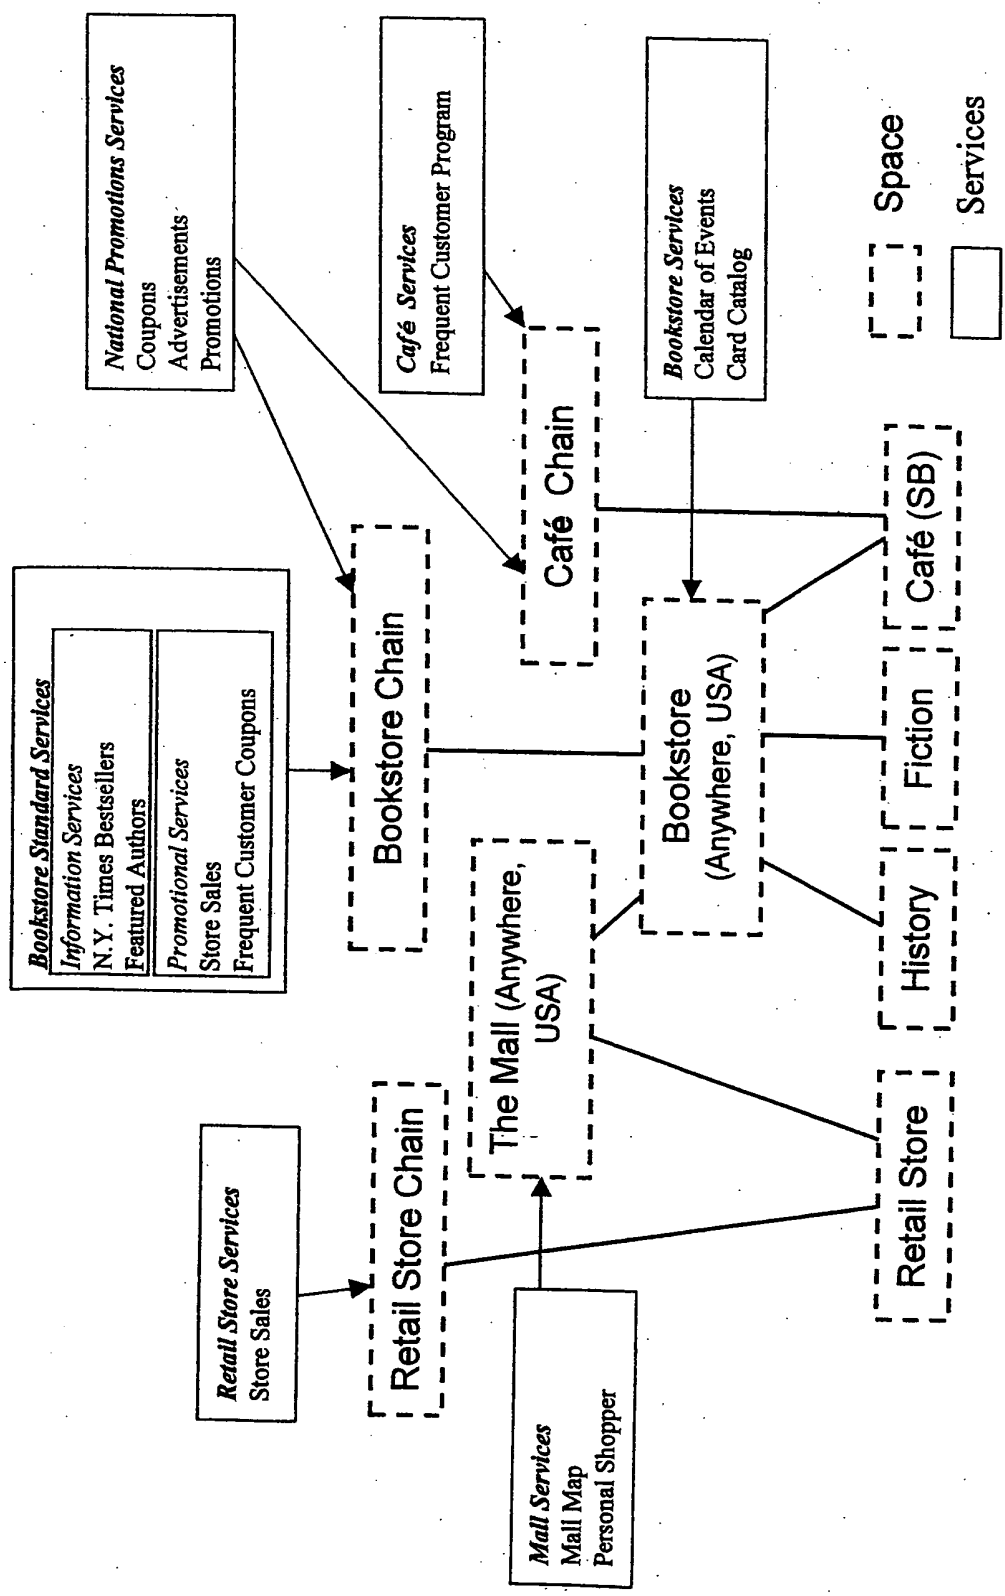 Bookstore Standard Services
Information Services
N.Y. Times Bestsellers
Featured Authors
Promotional Services
Store Sales
Frequent Customer Coupons
National Promotions Services
Coupons
Advertisements
Promotions
Retail Store Services
Store Sales
Retail Store Chain
Bookstore Chain
Café Services
Frequent Customer Program
The Mall (Anywhere,
USA)
Café Chain
Mall Services
Mall Map
Personal Shopper
Bookstore
(Anywhere, USA)
Bookstore Services
Calendar of Events
Card Catalog
Retail Store
History
Fiction
Café (SB)
Space
Services